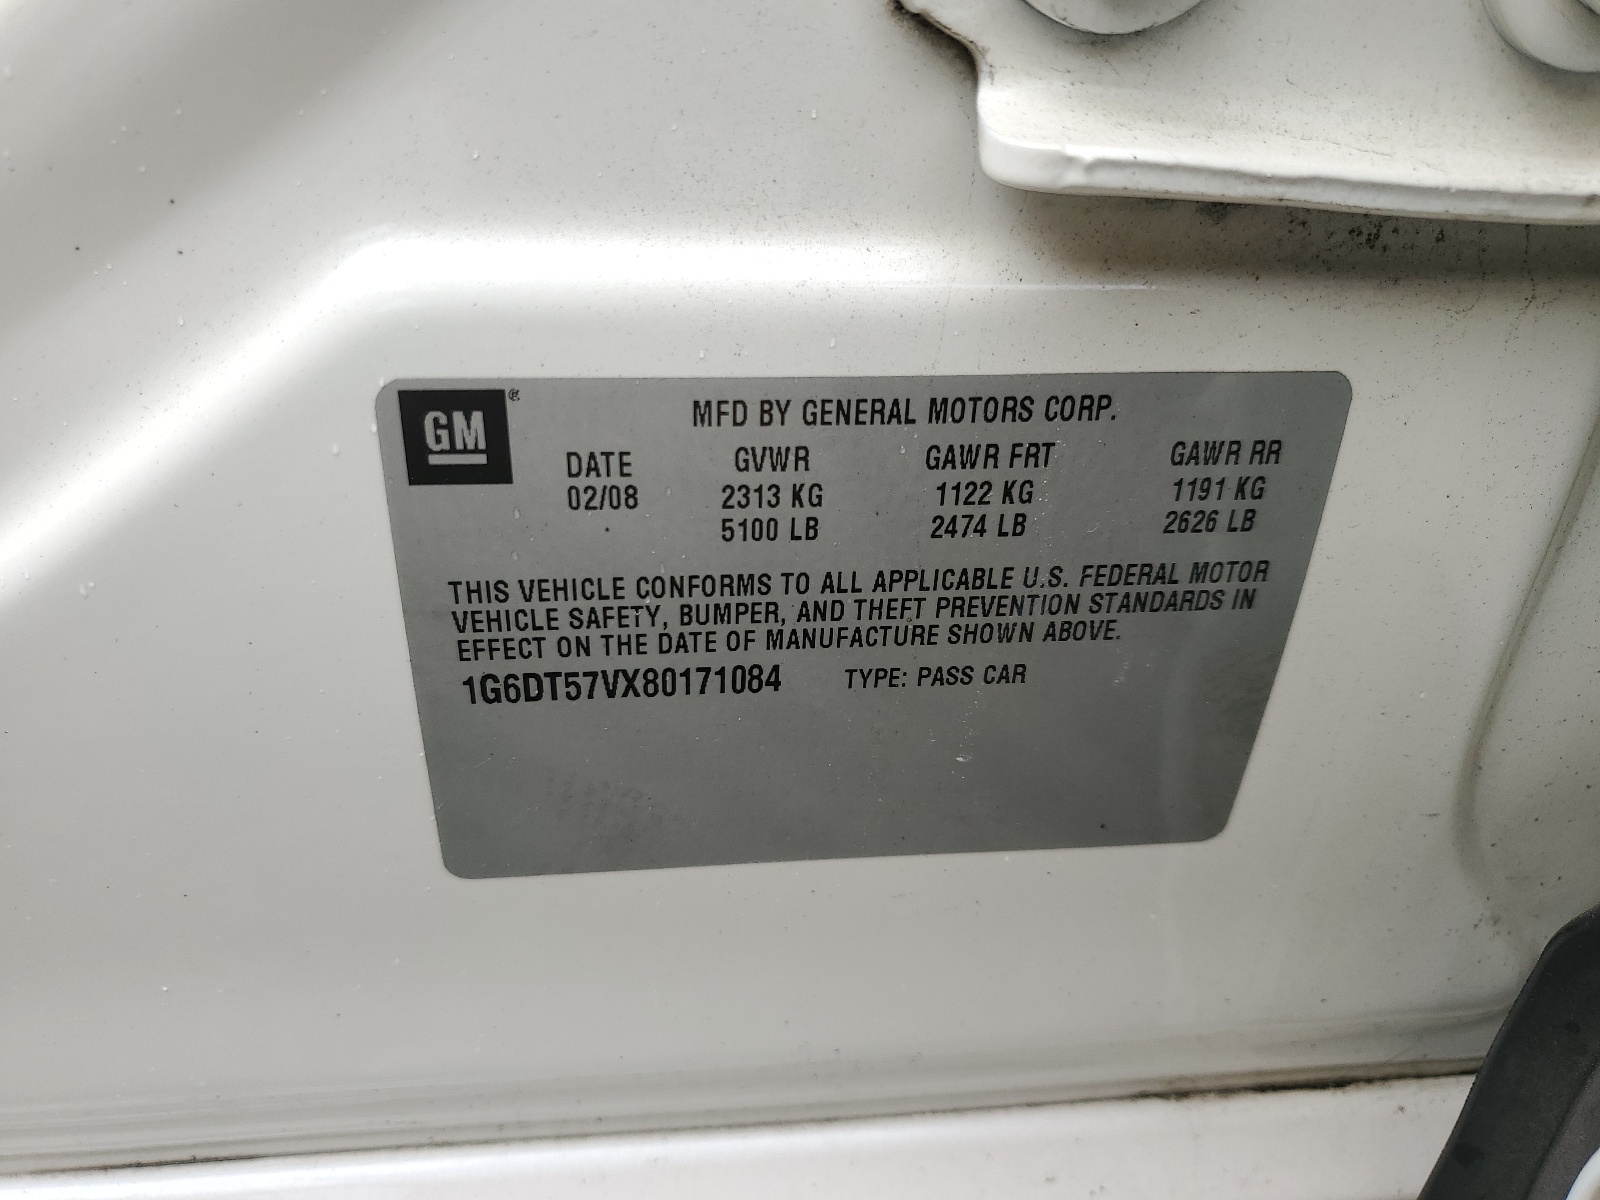 GM®
MFD BY GENERAL MOTORS CORP.
DATE GVWR GAWR FRT GAWR RR
02/08 2313 KG 1122 KG 1191 KG
5100 LB 2474 LB 2626 LB
THIS VEHICLE CONFORMS TO ALL APPLICABLE U.S. FEDERAL MOTOR
VEHICLE SAFETY, BUMPER, AND THEFT PREVENTION STANDARDS IN
EFFECT ON THE DATE OF MANUFACTURE SHOWN ABOVE.
1G6DT57VX80171084 TYPE: PASS CAR